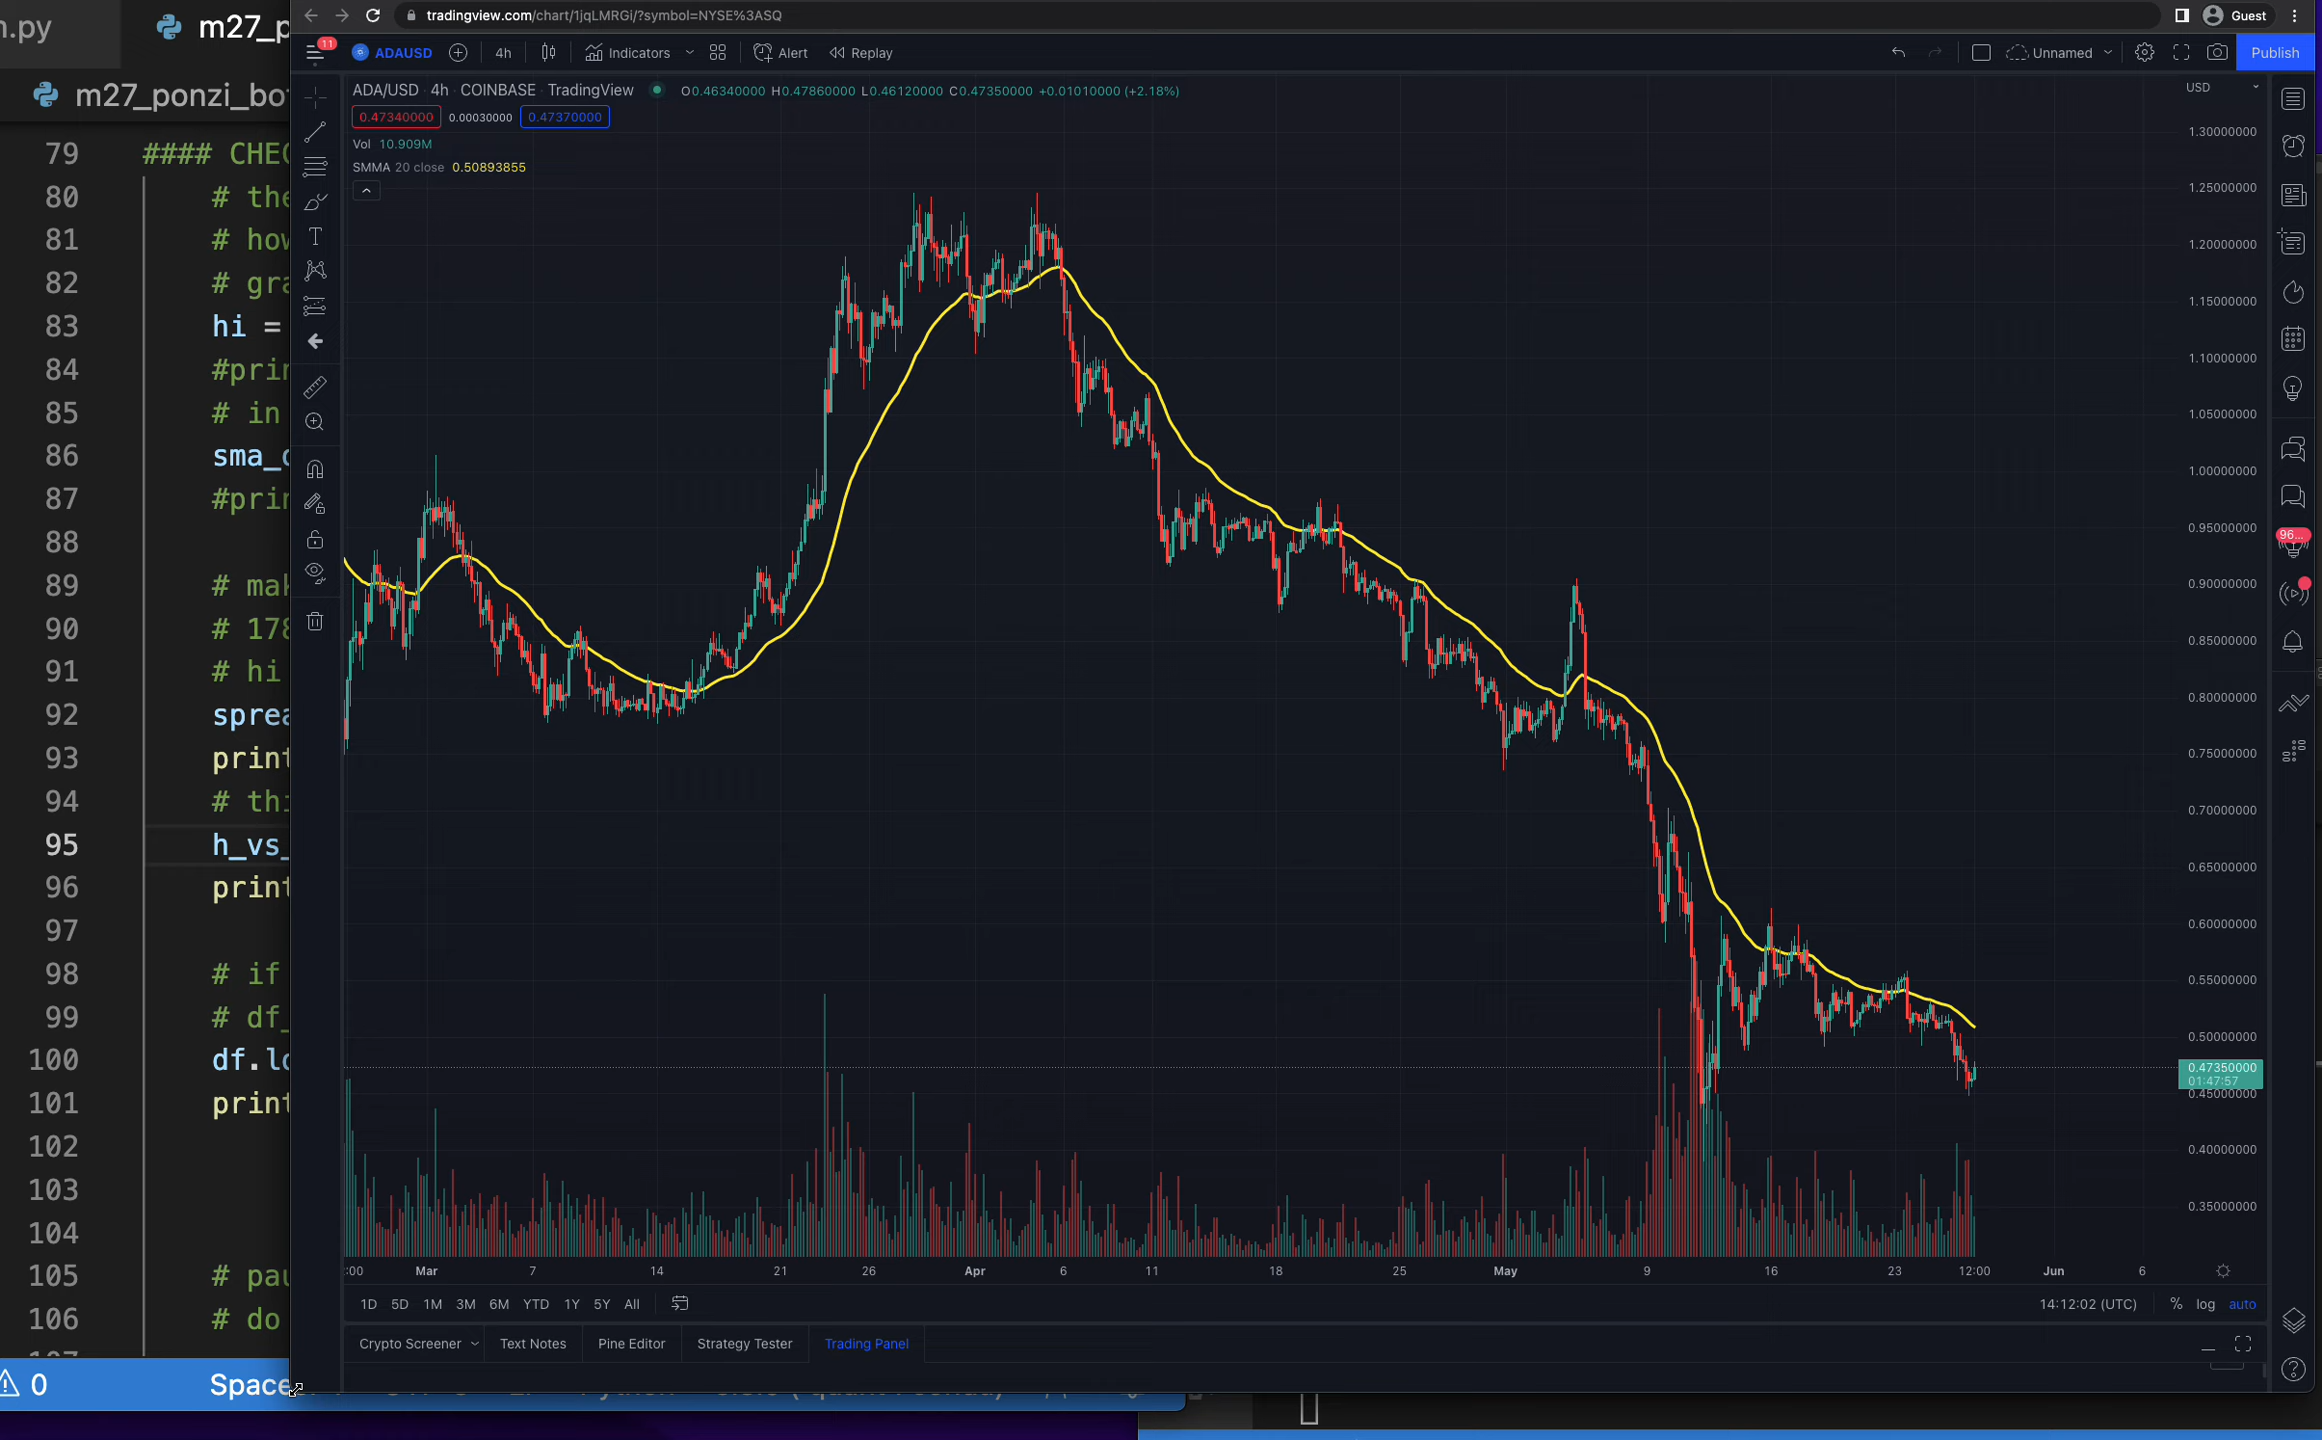 n.py
m27_p
m27_ponzi_bo
79 #### CHE
80 # the
81 # how
82 # gra
83 hi =
84 #prin
85 # in
86 sma_
87 #prin
88
89 # mak
90 # 178
91 # hi
92 sprea
93 print
94 # thi
95 h_vs_
96 print
97
98 # if
99 # df_
100 df.lo
101 print
102
103
104
105 # pau
106 # do
0
Space
tradingview.com/chart/1jqLMRGi/?symbol=NYSE%3ASQ
Guest
11
ADAUSD
4h
Indicators
Alert
Replay
Unnamed
Publish
ADA/USD · 4h · COINBASE · TradingView
O0.46340000 H0.47860000 L0.46120000 C0.47350000 +0.01010000 (+2.18%)
0.47340000 0.00030000 0.47370000
Vol 10.909M
SMMA 20 close 0.50893855
USD
1.30000000
1.25000000
1.20000000
1.15000000
1.10000000
1.05000000
1.00000000
0.95000000
0.90000000
0.85000000
0.80000000
0.75000000
0.70000000
0.65000000
0.60000000
0.55000000
0.50000000
0.47350000
01:47:57
0.45000000
0.40000000
0.35000000
96...
:00 Mar 7 14 21 26 Apr 6 11 18 25 May 9 16 23 12:00 Jun 6
1D 5D 1M 3M 6M YTD 1Y 5Y All
14:12:02 (UTC) % log auto
Crypto Screener Text Notes Pine Editor Strategy Tester Trading Panel